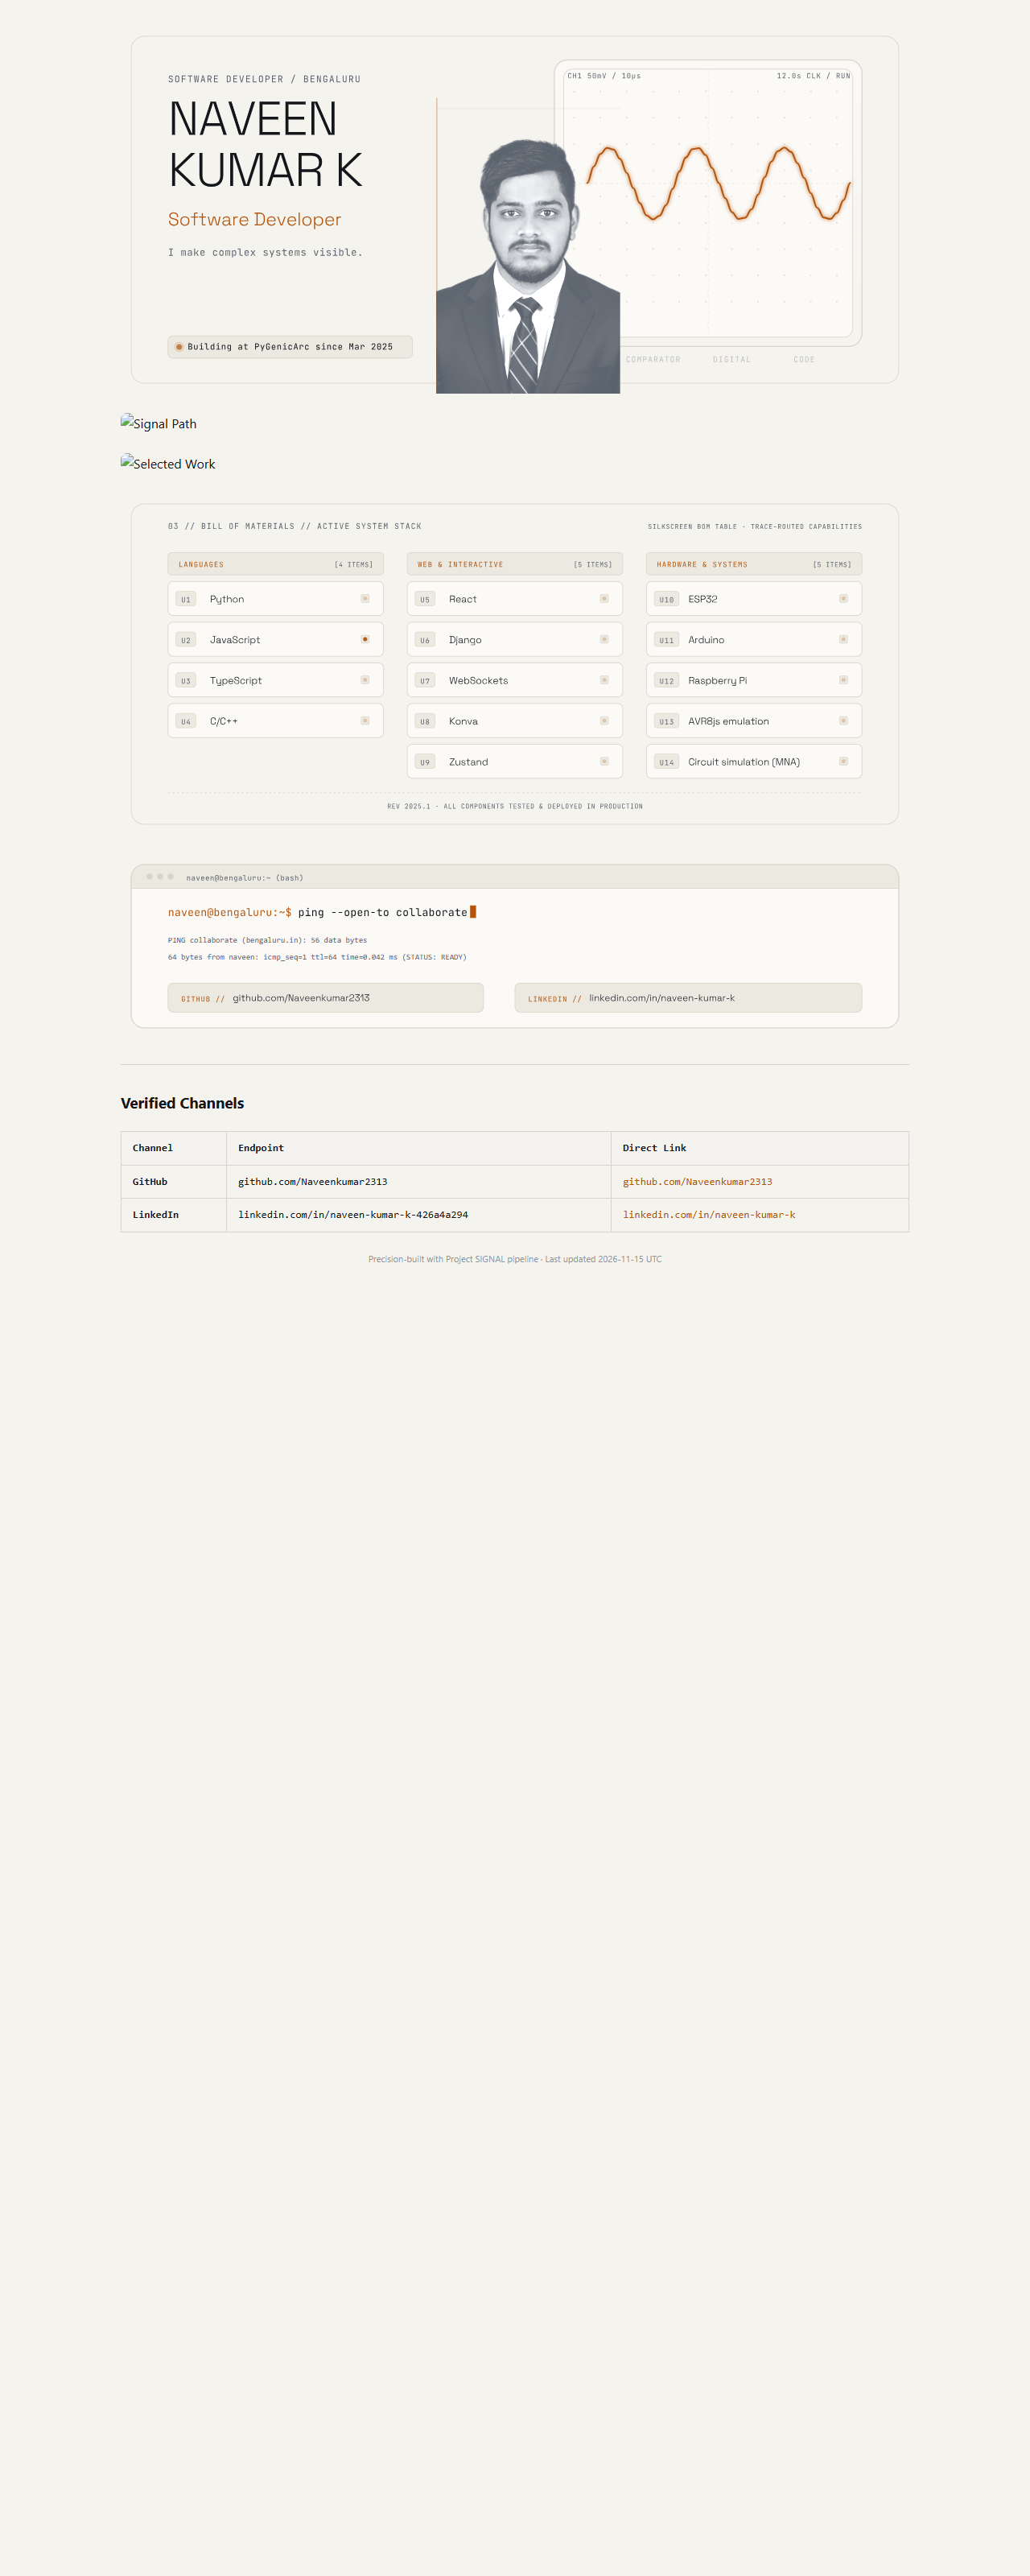 SOFTWARE DEVELOPER / BENGALURU
NAVEEN
KUMAR K
Software Developer
I make complex systems visible.
Building at PyGenicArc since Mar 2025
CH1 50mV / 10µs
12.0s CLK / RUN
COMPARATOR
DIGITAL
CODE
Signal Path
Selected Work
03 // BILL OF MATERIALS // ACTIVE SYSTEM STACK
SILKSCREEN BOM TABLE · TRACE-ROUTED CAPABILITIES
LANGUAGES [4 ITEMS]
U1 Python
U2 JavaScript
U3 TypeScript
U4 C/C++
WEB & INTERACTIVE [5 ITEMS]
U5 React
U6 Django
U7 WebSockets
U8 Konva
U9 Zustand
HARDWARE & SYSTEMS [5 ITEMS]
U10 ESP32
U11 Arduino
U12 Raspberry Pi
U13 AVR8js emulation
U14 Circuit simulation (MNA)
REV 2025.1 · ALL COMPONENTS TESTED & DEPLOYED IN PRODUCTION
naveen@bengaluru:~ (bash)
naveen@bengaluru:~$ ping --open-to collaborate
PING collaborate (bengaluru.in): 56 data bytes
64 bytes from naveen: icmp_seq=1 ttl=64 time=0.042 ms (STATUS: READY)
GITHUB // github.com/Naveenkumar2313
LINKEDIN // linkedin.com/in/naveen-kumar-k
Verified Channels
Channel Endpoint Direct Link
GitHub github.com/Naveenkumar2313 github.com/Naveenkumar2313
LinkedIn linkedin.com/in/naveen-kumar-k-426a4a294 linkedin.com/in/naveen-kumar-k
Precision-built with Project SIGNAL pipeline · Last updated 2026-11-15 UTC